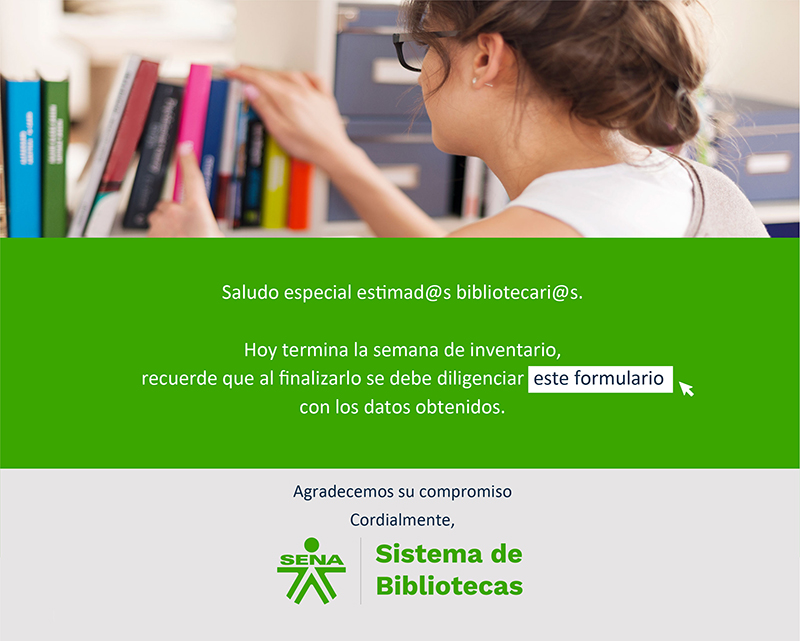 Saludo especial estimad@s bibliotecari@s.
Hoy termina la semana de inventario,
recuerde que al finalizarlo se debe diligenciar este formulario
con los datos obtenidos.
Agradecemos su compromiso
Cordialmente,
SENA
Sistema de
Bibliotecas